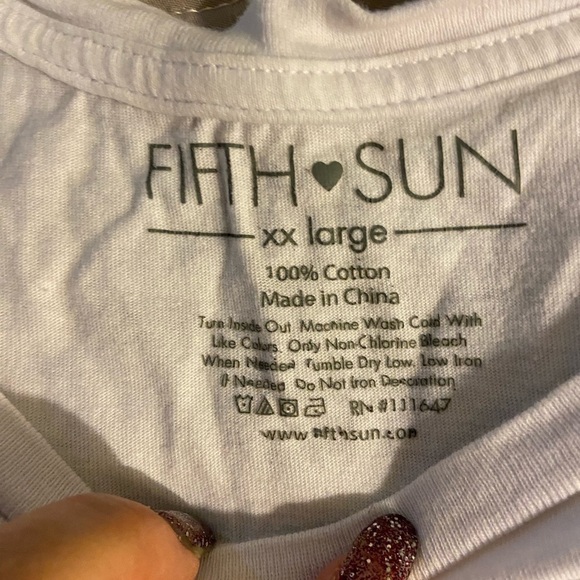 FIFTH♥SUN
xx large
100% Cotton
Made in China
Turn Inside Out Machine Wash Cold With
Like Colors. Only Non-Chlorine Bleach
When Needed Tumble Dry Low. Low Iron
If Needed Do Not Iron Decoration
RN #111647
www.fifthsun.com